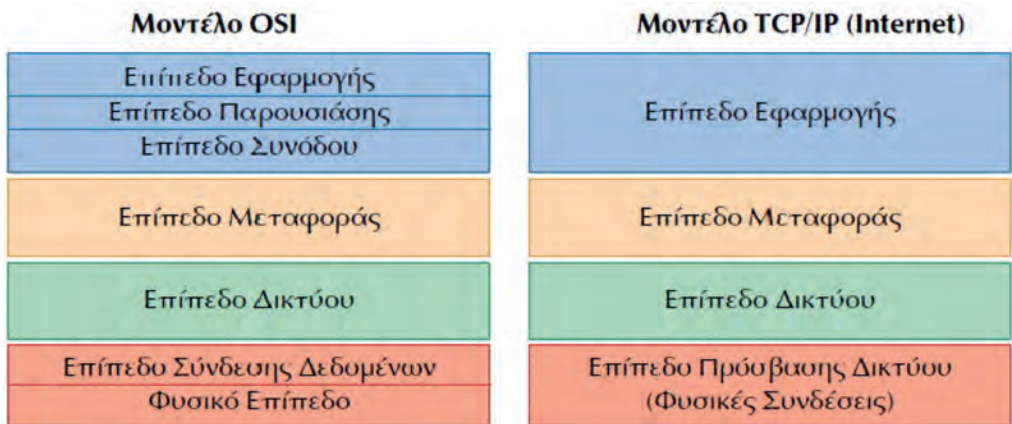 Μοντέλο OSI
Επίπεδο Εφαρμογής
Επίπεδο Παρουσιάσης
Επίπεδο Συνόδου
Επίπεδο Μεταφοράς
Επίπεδο Δικτύου
Επίπεδο Σύνδεσης Δεδομένων
Φυσικό Επίπεδο
Μοντέλο TCP/IP (Internet)
Επίπεδο Εφαρμογής
Επίπεδο Μεταφοράς
Επίπεδο Δικτύου
Επίπεδο Πρόσβασης Δικτύου
(Φυσικές Συνδέσεις)